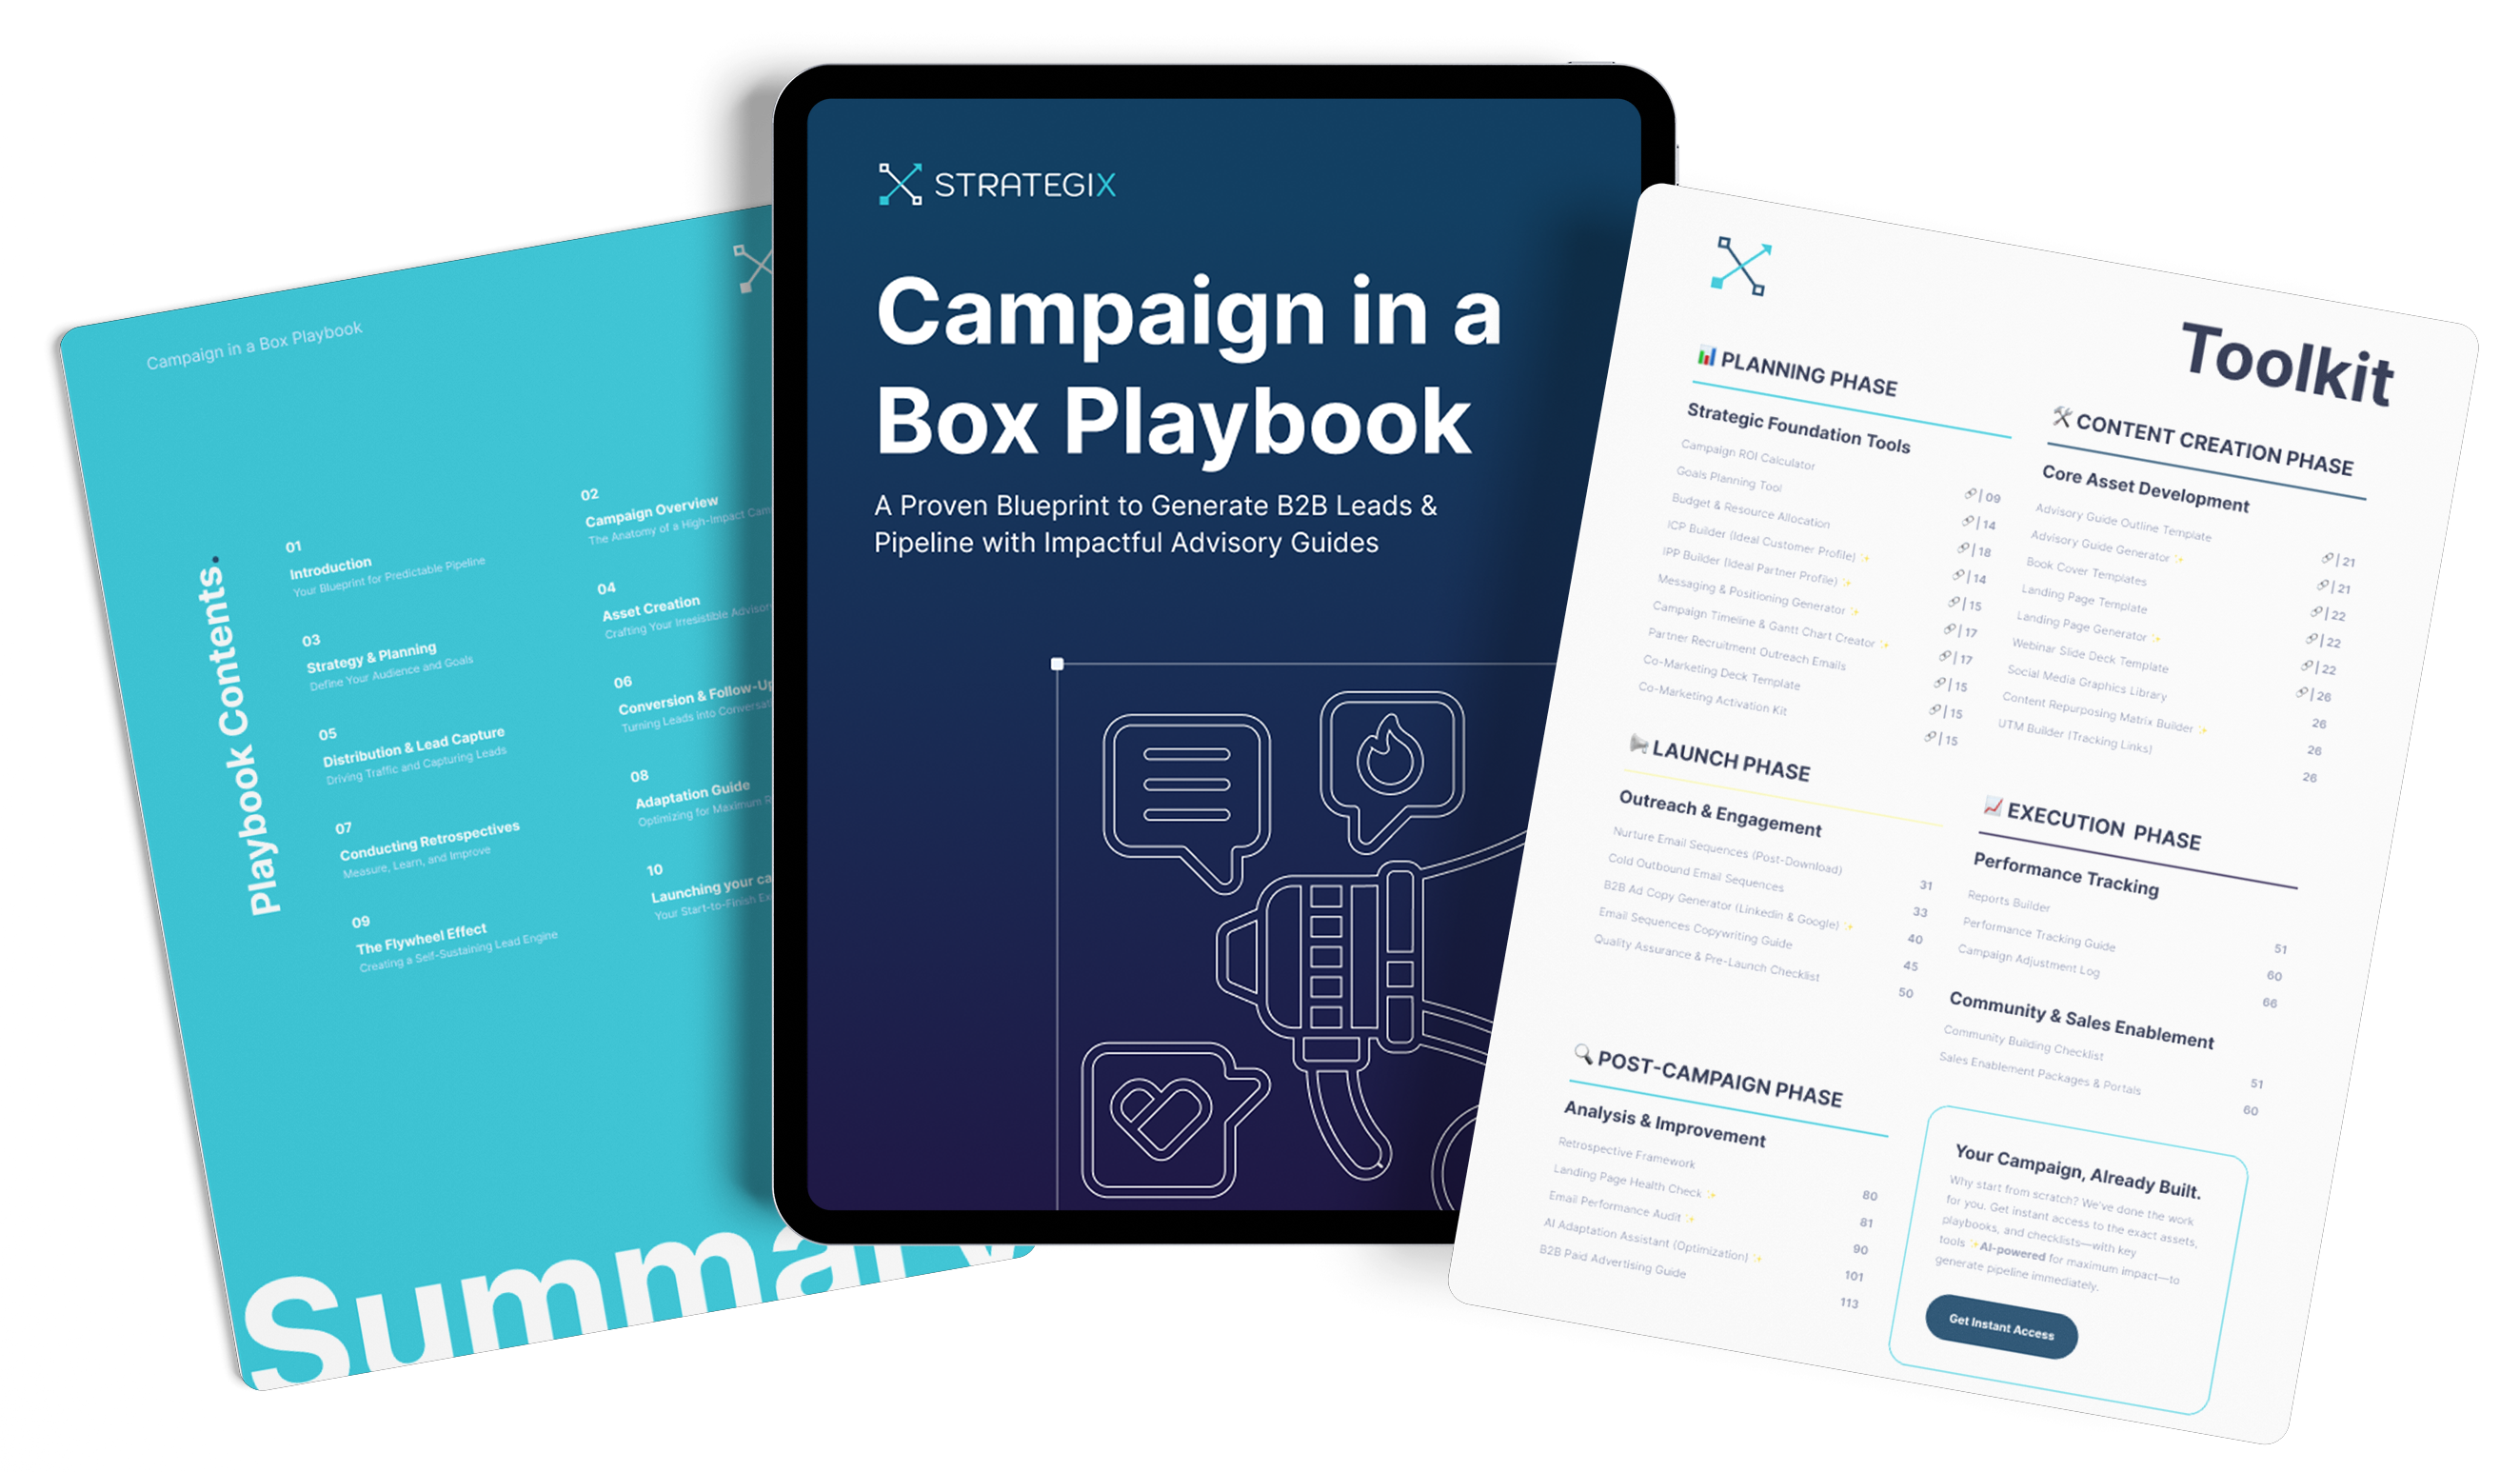 Campaign in a Box Playbook
Playbook Contents.
01
Introduction
Your Blueprint for Predictable Pipeline
02
Campaign Overview
The Anatomy of a High-Impact
03
Strategy & Planning
Define Your Audience and Goals
04
Asset Creation
Crafting Your Irresistible
05
Distribution & Lead Capture
Driving Traffic and Capturing Leads
06
Conversion & Follow-Up
Turning Leads into
07
Conducting Retrospectives
Measure, Learn, and Improve
08
Adaptation Guide
Optimizing for Maximum
09
The Flywheel Effect
Creating a Self-Sustaining Lead Engine
10
Launching your
Your Start-to-Finish
Summary
STRATEGIX
Campaign in a
Box Playbook
A Proven Blueprint to Generate B2B Leads &
Pipeline with Impactful Advisory Guides
Toolkit
📊 PLANNING PHASE
Strategic Foundation Tools
Campaign ROI Calculator 🔗 | 09
Goals Planning Tool 🔗 | 14
Budget & Resource Allocation 🔗 | 18
ICP Builder (Ideal Customer Profile) ✨ 🔗 | 14
IPP Builder (Ideal Partner Profile) ✨ 🔗 | 15
Messaging & Positioning Generator ✨ 🔗 | 17
Campaign Timeline & Gantt Chart Creator ✨ 🔗 | 17
Partner Recruitment Outreach Emails 🔗 | 15
Co-Marketing Deck Template 🔗 | 15
Co-Marketing Activation Kit 🔗 | 15
🛠 CONTENT CREATION PHASE
Core Asset Development
Advisory Guide Outline Template 🔗 | 21
Advisory Guide Generator ✨ 🔗 | 21
Book Cover Templates 🔗 | 22
Landing Page Template 🔗 | 22
Landing Page Generator ✨ 🔗 | 22
Webinar Slide Deck Template 🔗 | 26
Social Media Graphics Library 26
Content Repurposing Matrix Builder ✨ 26
UTM Builder (Tracking Links) 26
📢 LAUNCH PHASE
Outreach & Engagement
Nurture Email Sequences (Post-Download) 31
Cold Outbound Email Sequences 33
B2B Ad Copy Generator (Linkedin & Google) ✨ 40
Email Sequences Copywriting Guide 45
Quality Assurance & Pre-Launch Checklist 50
📈 EXECUTION PHASE
Performance Tracking
Reports Builder 51
Performance Tracking Guide 60
Campaign Adjustment Log 66
Community & Sales Enablement
Community Building Checklist 51
Sales Enablement Packages & Portals 60
🔍 POST-CAMPAIGN PHASE
Analysis & Improvement
Retrospective Framework 80
Landing Page Health Check ✨ 81
Email Performance Audit ✨ 90
AI Adaptation Assistant (Optimization) ✨ 101
B2B Paid Advertising Guide 113
Your Campaign, Already Built.
Why start from scratch? We've done the work
for you. Get instant access to the exact assets,
playbooks, and checklists—with key
tools ✨AI-powered for maximum impact—to
generate pipeline immediately.
Get Instant Access